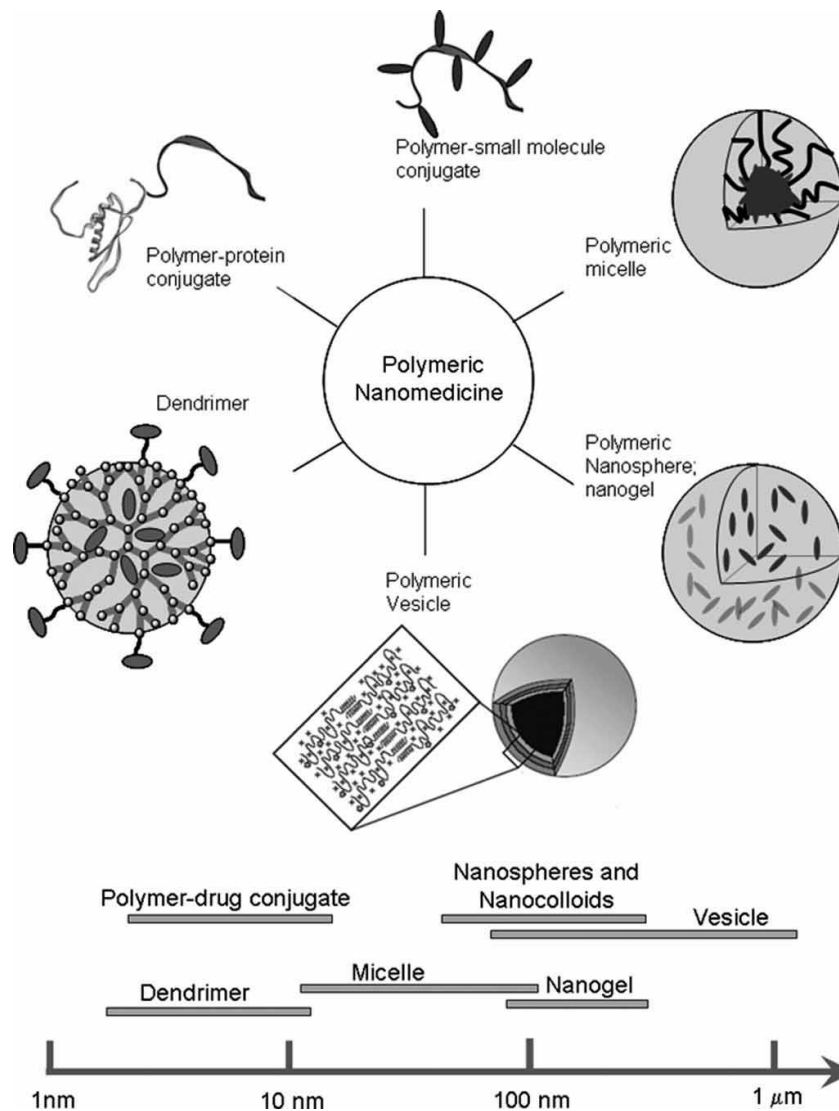 Polymer-small molecule
conjugate
Polymer-protein
conjugate
Polymeric
micelle
Polymeric
Nanomedicine
Dendrimer
Polymeric
Nanosphere;
nanogel
Polymeric
Vesicle
Polymer-drug conjugate
Nanospheres and
Nanocolloids
Vesicle
Micelle
Dendrimer
Nanogel
1nm
10 nm
100 nm
1 μm